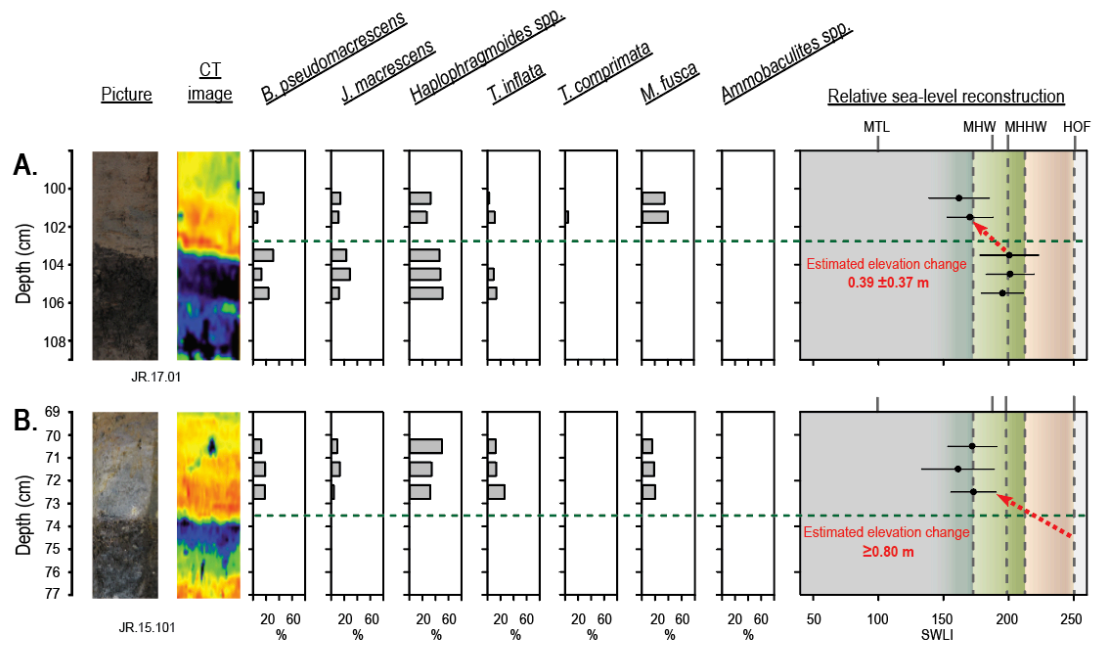 A.
Picture
CT
image
B. pseudomacrescens
J. macrescens
Haplophragmoides spp.
T. inflata
T. comprimata
M. fusca
Ammobaculites spp.
Relative sea-level reconstruction
MTL MHW MHHW HOF
Depth (cm)
100
102
104
106
108
Estimated elevation change
0.39 ±0.37 m
JR.17.01
B.
Depth (cm)
69
70
71
72
73
74
75
76
77
Estimated elevation change
≥0.80 m
JR.15.101
20 60 20 60 20 60 20 60 20 60 20 60 20 60
% % % % % % %
50 100 150 200 250
SWLI